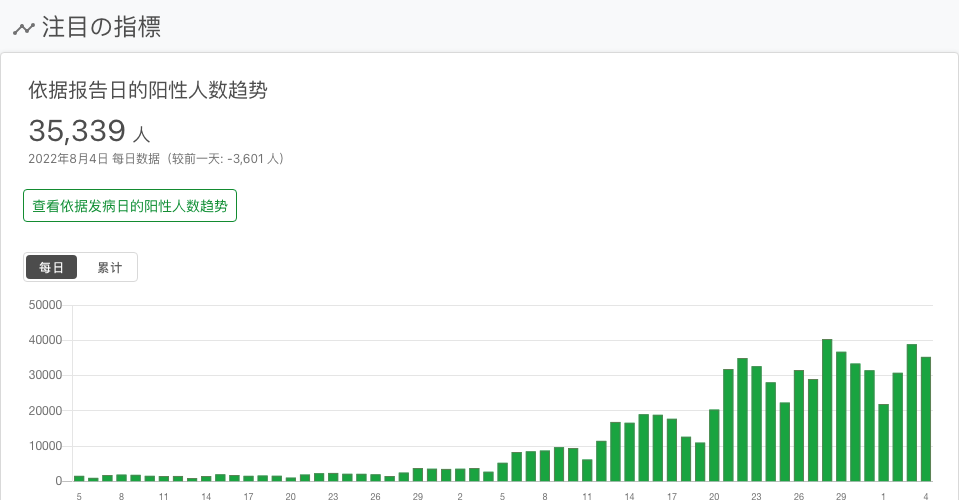 注目の指標
依据报告日的阳性人数趋势
35,339 人
2022年8月4日 每日数据（较前一天: -3,601 人）
查看依据发病日的阳性人数趋势
每日 累计
50000
40000
30000
20000
10000
0
5 8 11 14 17 20 23 26 29 2 5 8 11 14 17 20 23 26 29 1 4